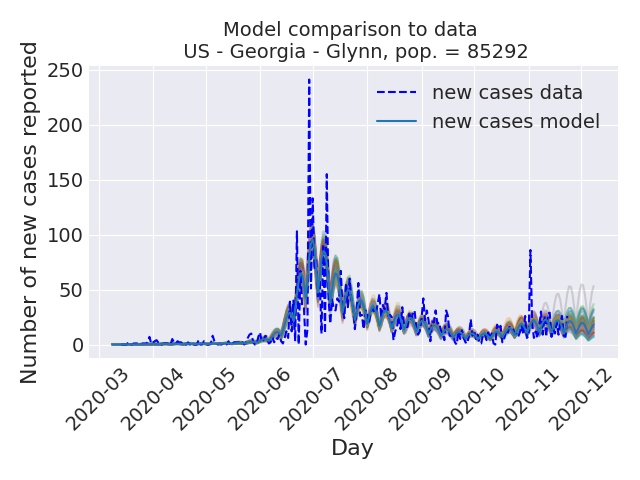 Model comparison to data
US - Georgia - Glynn, pop. = 85292
Number of new cases reported
250
200
150
100
50
0
new cases data
new cases model
2020-03
2020-04
2020-05
2020-06
2020-07
2020-08
2020-09
2020-10
2020-11
2020-12
Day